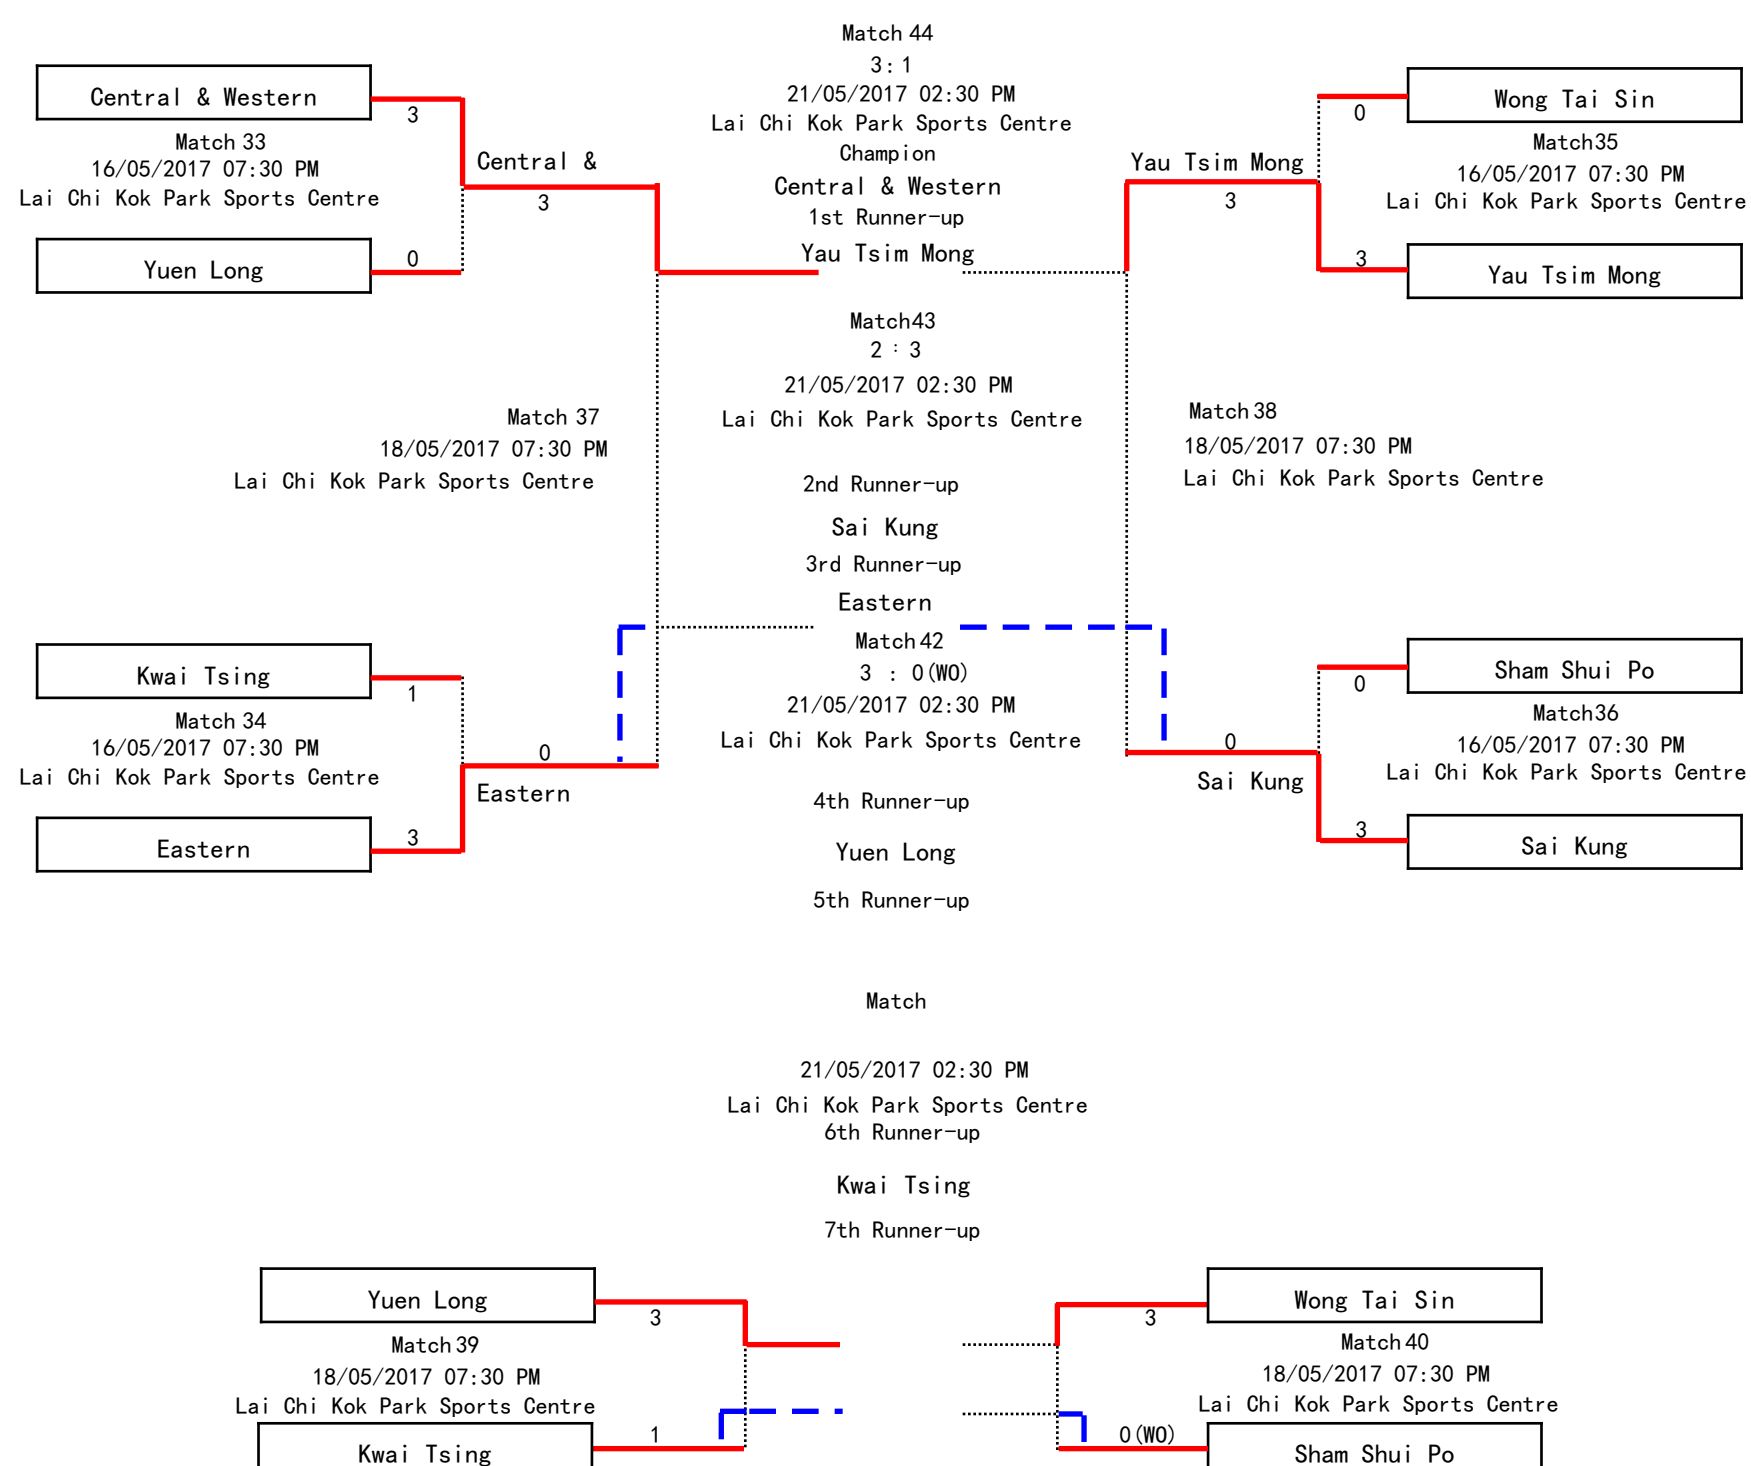 Match 44
3:1
21/05/2017 02:30 PM
Lai Chi Kok Park Sports Centre
Champion
Central & Western
1st Runner-up
Yau Tsim Mong
Central & Western
3
Match 33
16/05/2017 07:30 PM
Lai Chi Kok Park Sports Centre
Yuen Long
0
Central &
3
Wong Tai Sin
0
Match35
16/05/2017 07:30 PM
Lai Chi Kok Park Sports Centre
Yau Tsim Mong
3
Yau Tsim Mong
3
Match43
2 : 3
21/05/2017 02:30 PM
Lai Chi Kok Park Sports Centre
Match 37
18/05/2017 07:30 PM
Lai Chi Kok Park Sports Centre
Match 38
18/05/2017 07:30 PM
Lai Chi Kok Park Sports Centre
2nd Runner-up
Sai Kung
3rd Runner-up
Eastern
Match 42
3 : 0(WO)
21/05/2017 02:30 PM
Lai Chi Kok Park Sports Centre
Kwai Tsing
1
Match 34
16/05/2017 07:30 PM
Lai Chi Kok Park Sports Centre
Eastern
3
0
Eastern
Sham Shui Po
0
Match36
16/05/2017 07:30 PM
Lai Chi Kok Park Sports Centre
Sai Kung
3
0
Sai Kung
4th Runner-up
Yuen Long
5th Runner-up
Match
21/05/2017 02:30 PM
Lai Chi Kok Park Sports Centre
6th Runner-up
Kwai Tsing
7th Runner-up
Yuen Long
3
Match 39
18/05/2017 07:30 PM
Lai Chi Kok Park Sports Centre
Kwai Tsing
1
Wong Tai Sin
3
Match 40
18/05/2017 07:30 PM
Lai Chi Kok Park Sports Centre
Sham Shui Po
0(WO)